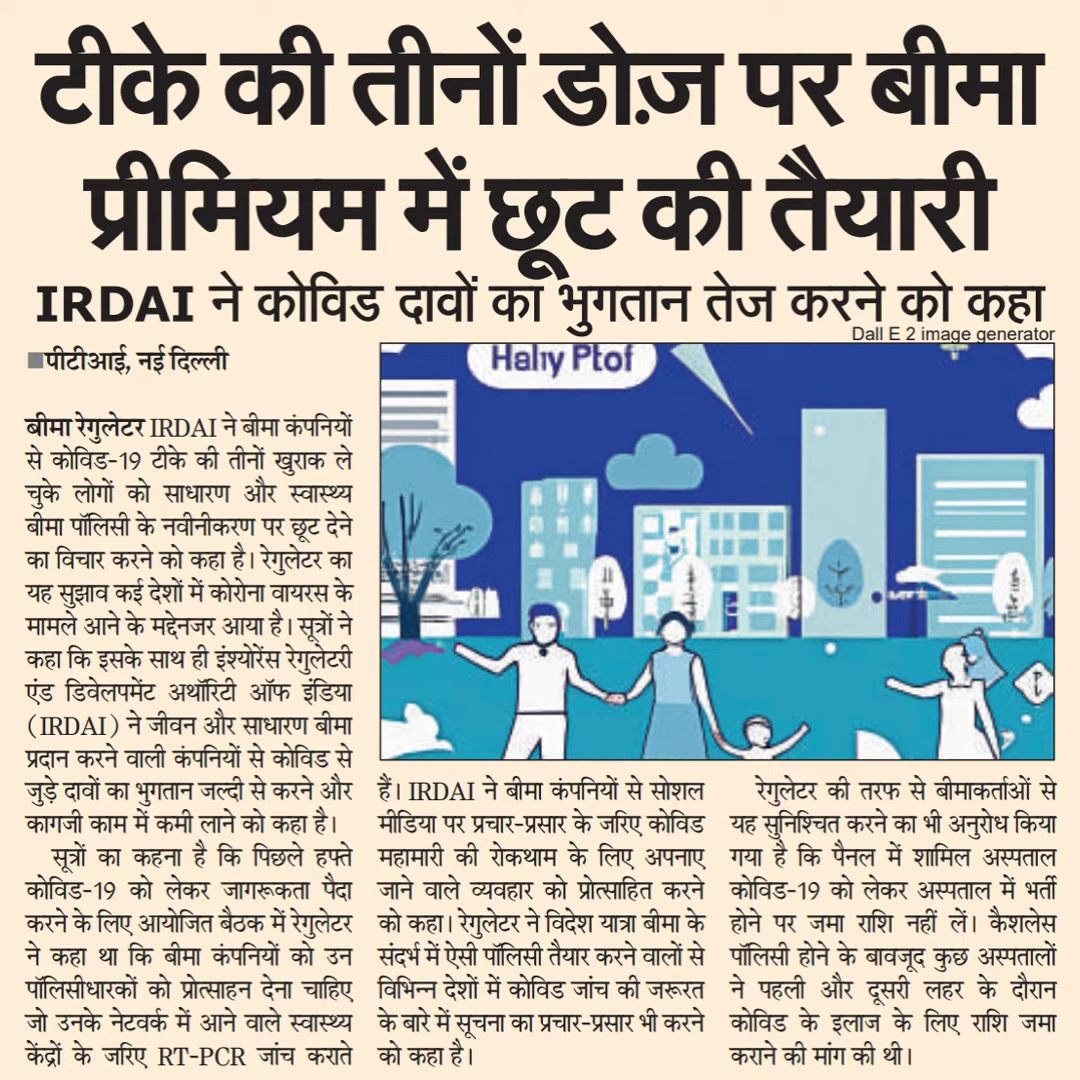 टीके की तीनों डोज़ पर बीमा
प्रीमियम में छूट की तैयारी
IRDAI ने कोविड दावों का भुगतान तेज करने को कहा
Dall E 2 image generator
■पीटीआई, नई दिल्ली
बीमा रेगुलेटर IRDAI ने बीमा कंपनियों
से कोविड-19 टीके की तीनों खुराक ले
चुके लोगों को साधारण और स्वास्थ्य
बीमा पॉलिसी के नवीनीकरण पर छूट देने
का विचार करने को कहा है। रेगुलेटर का
यह सुझाव कई देशों में कोरोना वायरस के
मामले आने के मद्देनजर आया है। सूत्रों ने
कहा कि इसके साथ ही इंश्योरेंस रेगुलेटरी
एंड डिवेलपमेंट अथॉरिटी ऑफ इंडिया
(IRDAI) ने जीवन और साधारण बीमा
प्रदान करने वाली कंपनियों से कोविड से
जुड़े दावों का भुगतान जल्दी से करने और
कागजी काम में कमी लाने को कहा है।
सूत्रों का कहना है कि पिछले हफ्ते
कोविड-19 को लेकर जागरूकता पैदा
करने के लिए आयोजित बैठक में रेगुलेटर
ने कहा था कि बीमा कंपनियों को उन
पॉलिसीधारकों को प्रोत्साहन देना चाहिए
जो उनके नेटवर्क में आने वाले स्वास्थ्य
केंद्रों के जरिए RT-PCR जांच कराते
Halıy Ptof
हैं। IRDAI ने बीमा कंपनियों से सोशल
मीडिया पर प्रचार-प्रसार के जरिए कोविड
महामारी की रोकथाम के लिए अपनाए
जाने वाले व्यवहार को प्रोत्साहित करने
को कहा। रेगुलेटर ने विदेश यात्रा बीमा के
संदर्भ में ऐसी पॉलिसी तैयार करने वालों से
विभिन्न देशों में कोविड जांच की जरूरत
के बारे में सूचना का प्रचार-प्रसार भी करने
को कहा है।
रेगुलेटर की तरफ से बीमाकर्ताओं से
यह सुनिश्चित करने का भी अनुरोध किया
गया है कि पैनल में शामिल अस्पताल
कोविड-19 को लेकर अस्पताल में भर्ती
होने पर जमा राशि नहीं लें। कैशलेस
पॉलिसी होने के बावजूद कुछ अस्पतालों
ने पहली और दूसरी लहर के दौरान
कोविड के इलाज के लिए राशि जमा
कराने की मांग की थी।